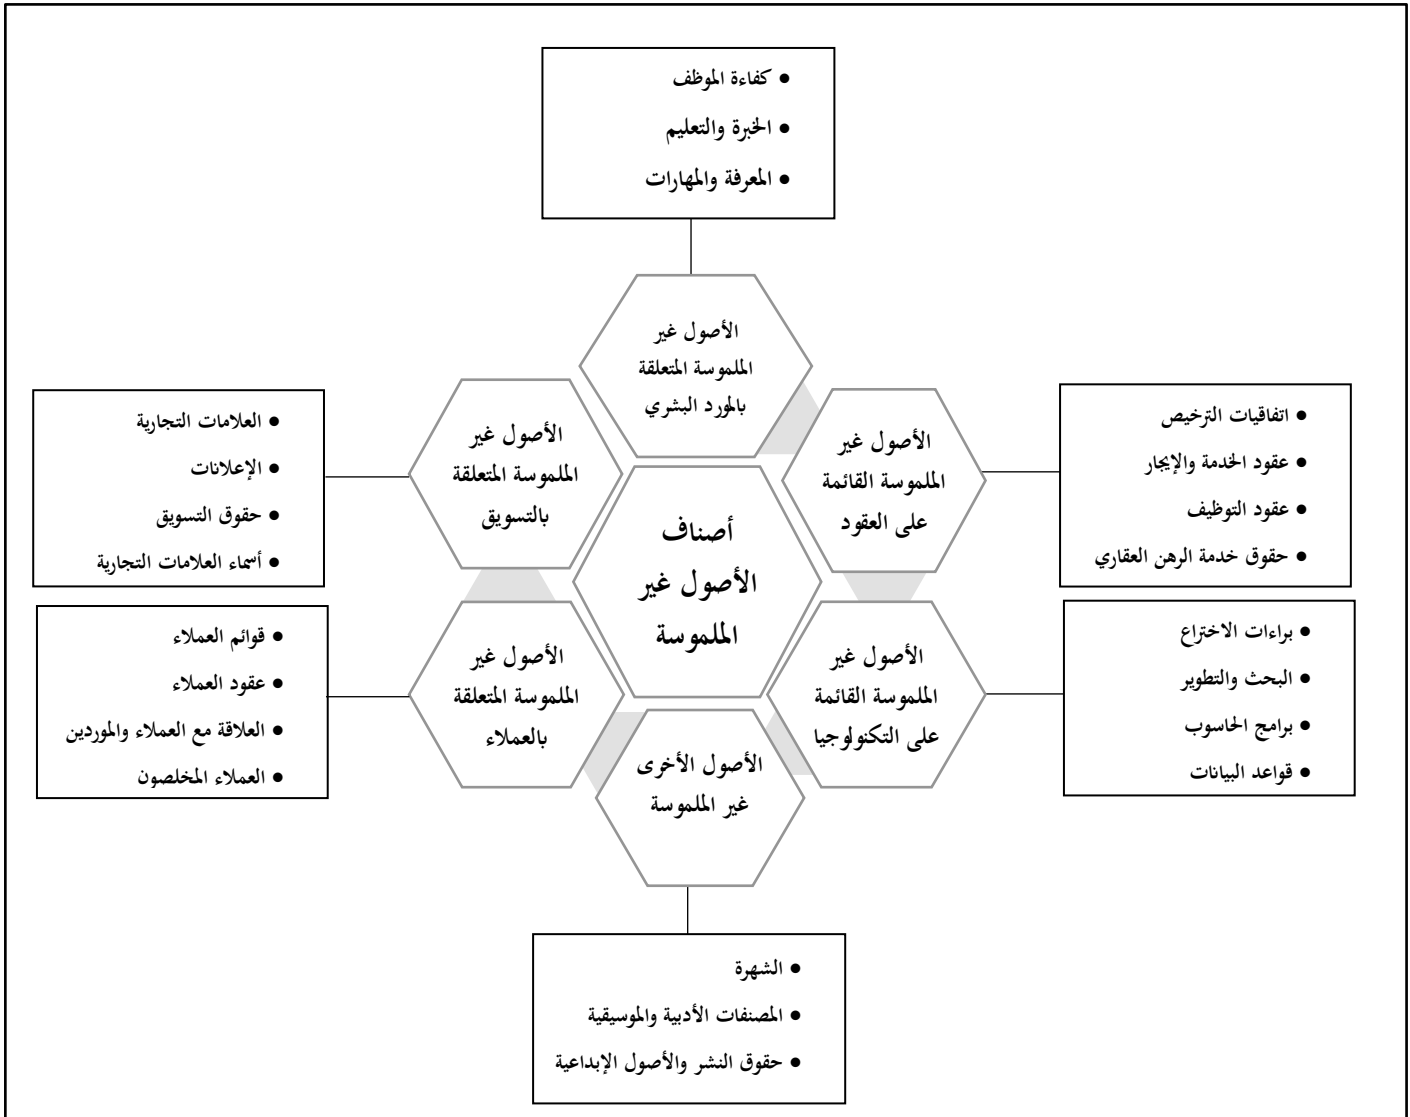 كفاءة الموظف
الخبرة والتعليم
المعرفة والمهارات
الأصول غير
الملموسة المتعلقة
بالمورد البشري
الأصول غير
الملموسة القائمة
على العقود
اتفاقيات الترخيص
عقود الخدمة والإيجار
عقود التوظيف
حقوق خدمة الرهن العقاري
الأصول غير
الملموسة المتعلقة
بالتسويق
العلامات التجارية
الإعلانات
حقوق التسويق
أسماء العلامات التجارية
أصناف
الأصول غير
الملموسة
الأصول غير
الملموسة القائمة
على التكنولوجيا
براءات الاختراع
البحث والتطوير
برامج الحاسوب
قواعد البيانات
الأصول غير
الملموسة المتعلقة
بالعملاء
قوائم العملاء
عقود العملاء
العلاقة مع العملاء والموردين
العملاء المخلصون
الأصول الأخرى
غير الملموسة
الشهرة
المصنفات الأدبية والموسيقية
حقوق النشر والأصول الإبداعية